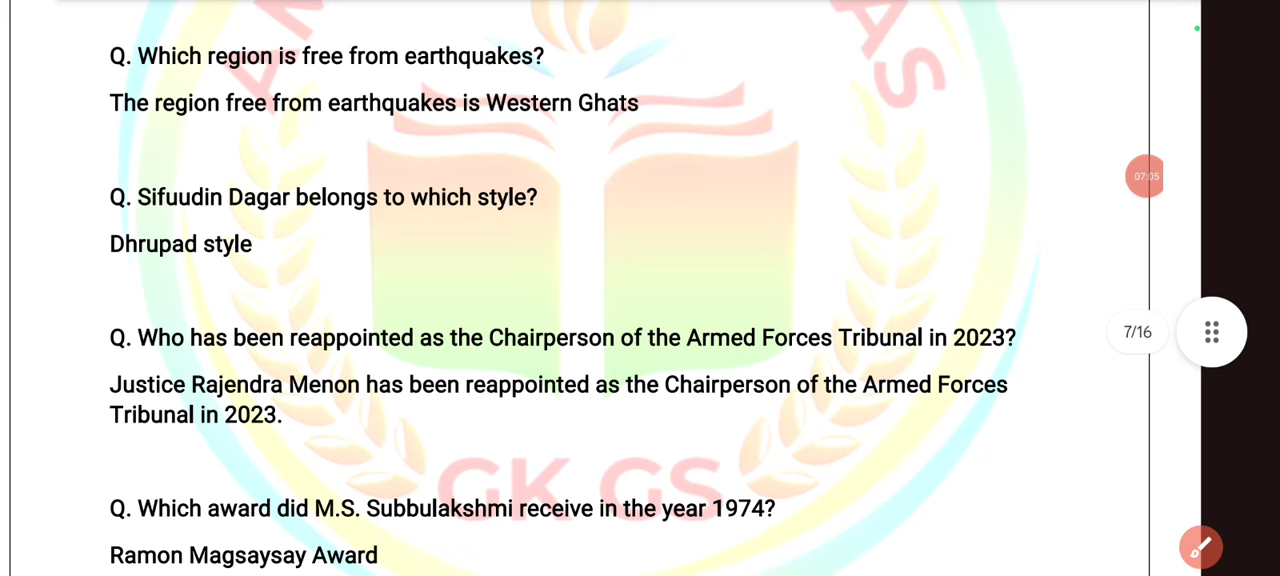 Q. Which region is free from earthquakes?
The region free from earthquakes is Western Ghats
07:05
Q. Sifuudin Dagar belongs to which style?
Dhrupad style
7/16
Q. Who has been reappointed as the Chairperson of the Armed Forces Tribunal in 2023?
Justice Rajendra Menon has been reappointed as the Chairperson of the Armed Forces
Tribunal in 2023.
GK GS
Q. Which award did M.S. Subbulakshmi receive in the year 1974?
Ramon Magsaysay Award